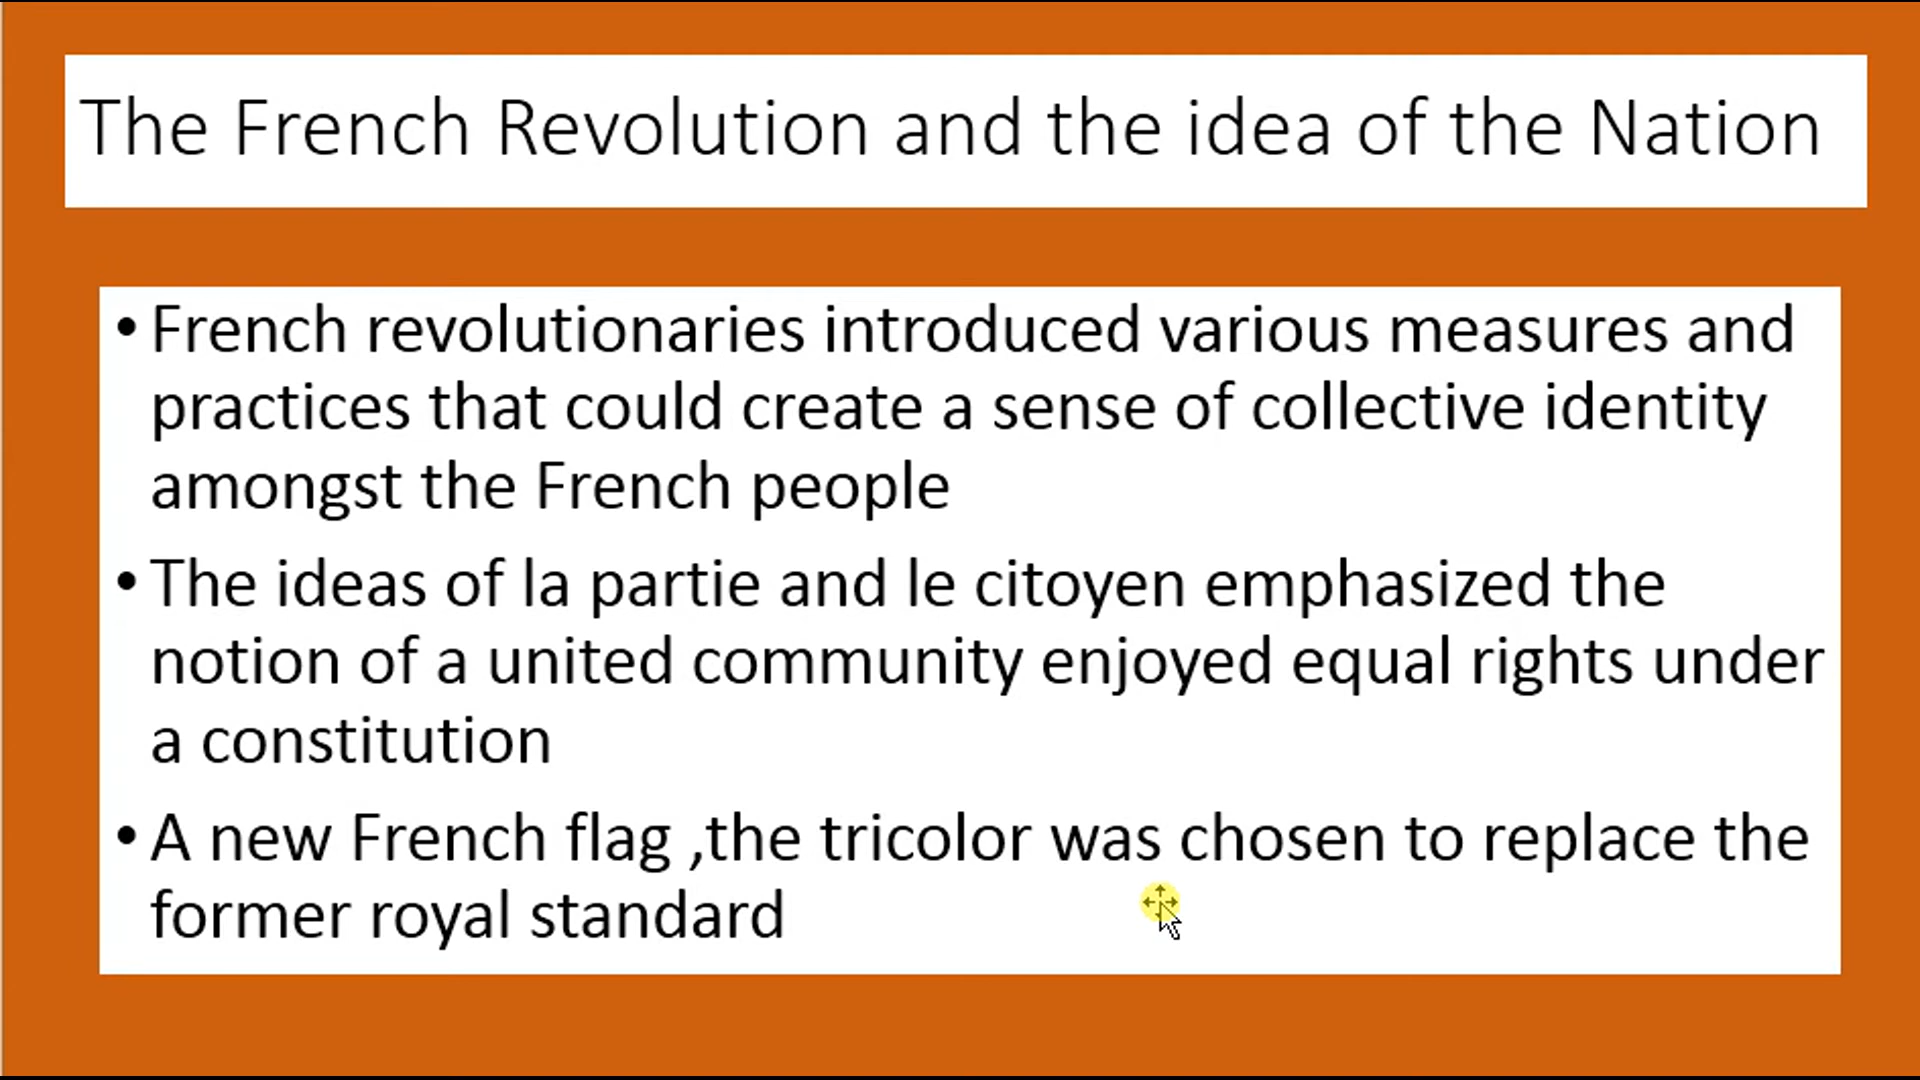 The French Revolution and the idea of the Nation
• French revolutionaries introduced various measures and
practices that could create a sense of collective identity
amongst the French people
• The ideas of la partie and le citoyen emphasized the
notion of a united community enjoyed equal rights under
a constitution
• A new French flag ,the tricolor was chosen to replace the
former royal standard